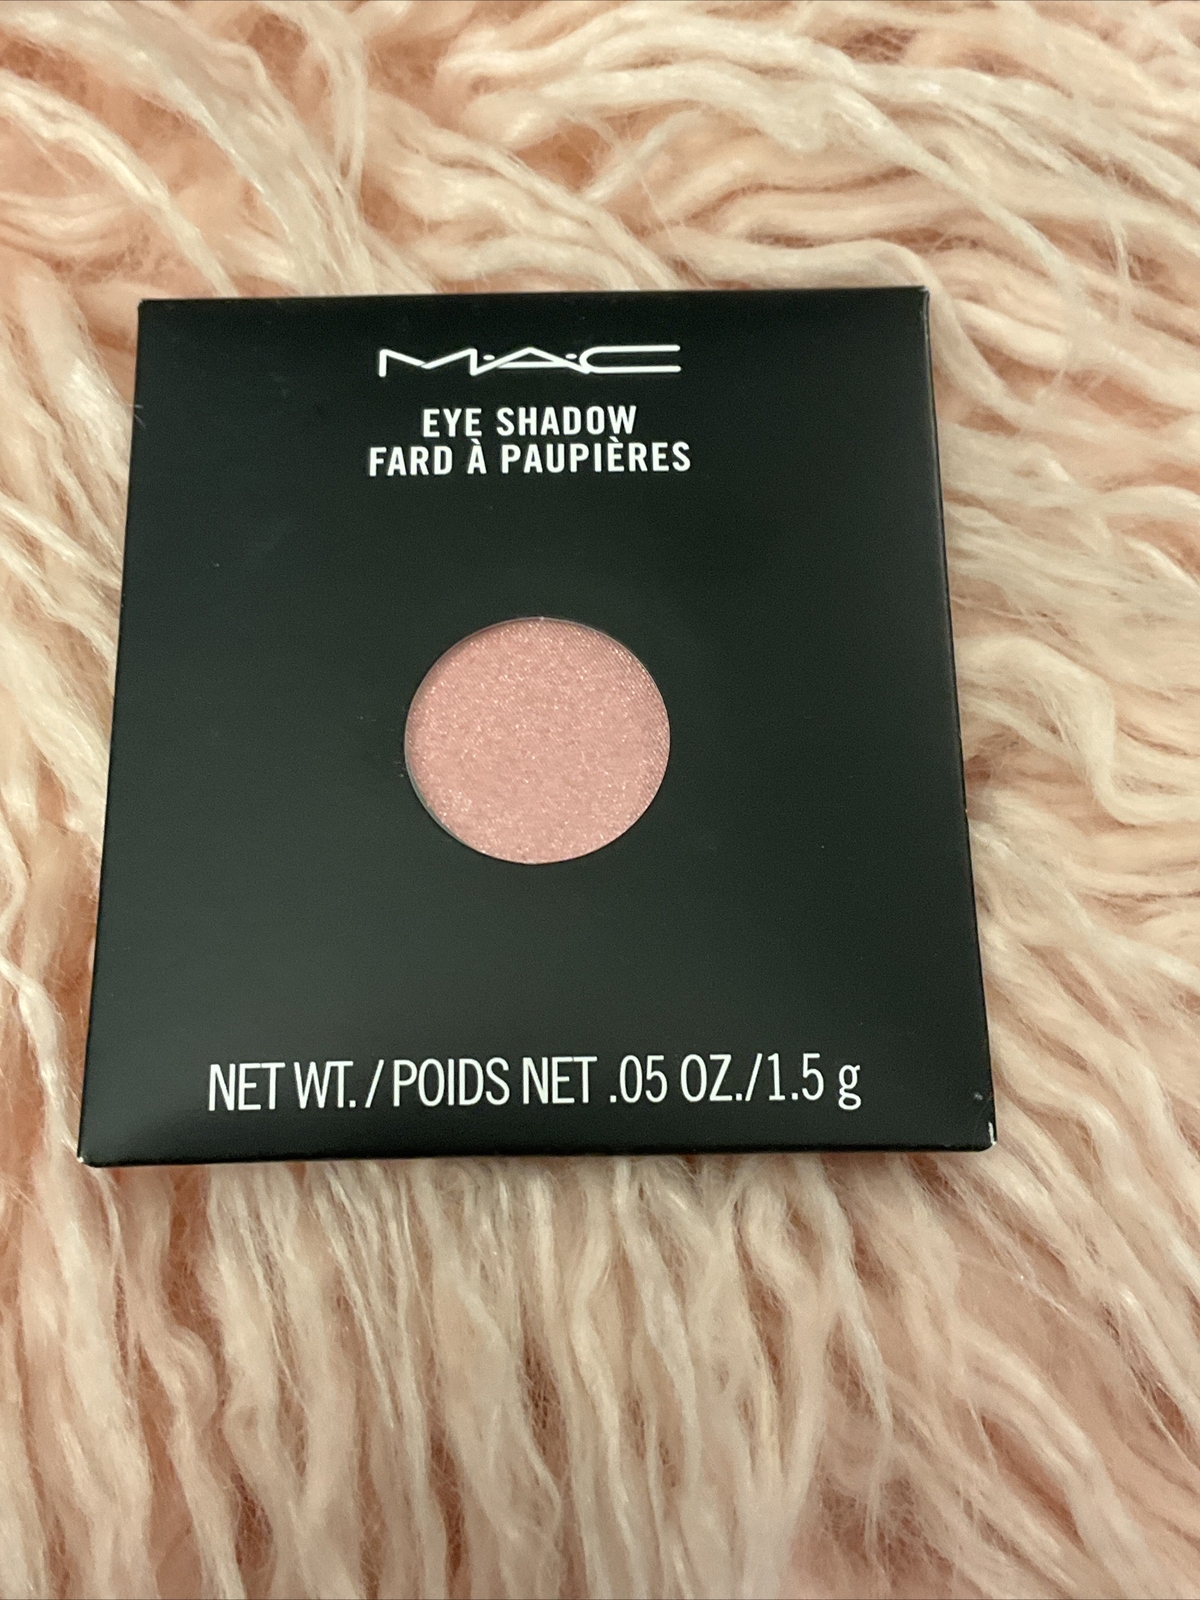 M·A·C
EYE SHADOW
FARD À PAUPIÈRES
NET WT. / POIDS NET .05 OZ./1.5 g